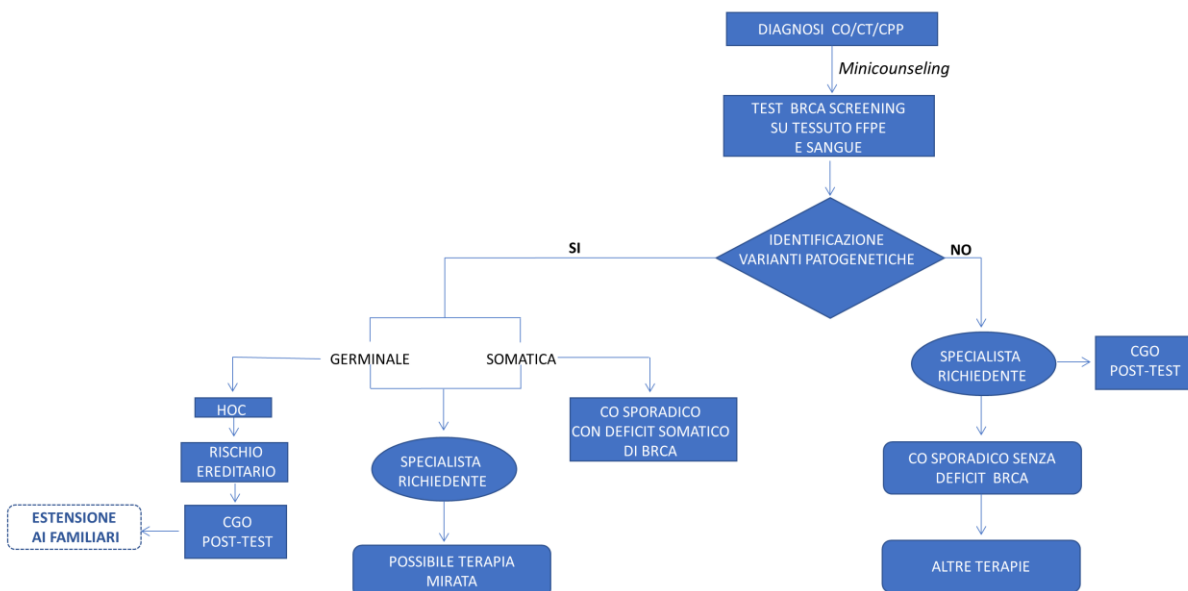 DIAGNOSI CO/CT/CPP
Minicounseling
TEST BRCA SCREENING
SU TESSUTO FFPE
E SANGUE
IDENTIFICAZIONE
VARIANTI PATOGENETICHE
SI
NO
GERMINALE
SOMATICA
SPECIALISTA
RICHIEDENTE
CGO
POST-TEST
HOC
CO SPORADICO
CON DEFICIT SOMATICO
DI BRCA
RISCHIO
EREDITARIO
SPECIALISTA
RICHIEDENTE
CO SPORADICO SENZA
DEFICIT BRCA
ESTENSIONE
AI FAMILIARI
CGO
POST-TEST
POSSIBILE TERAPIA
MIRATA
ALTRE TERAPIE